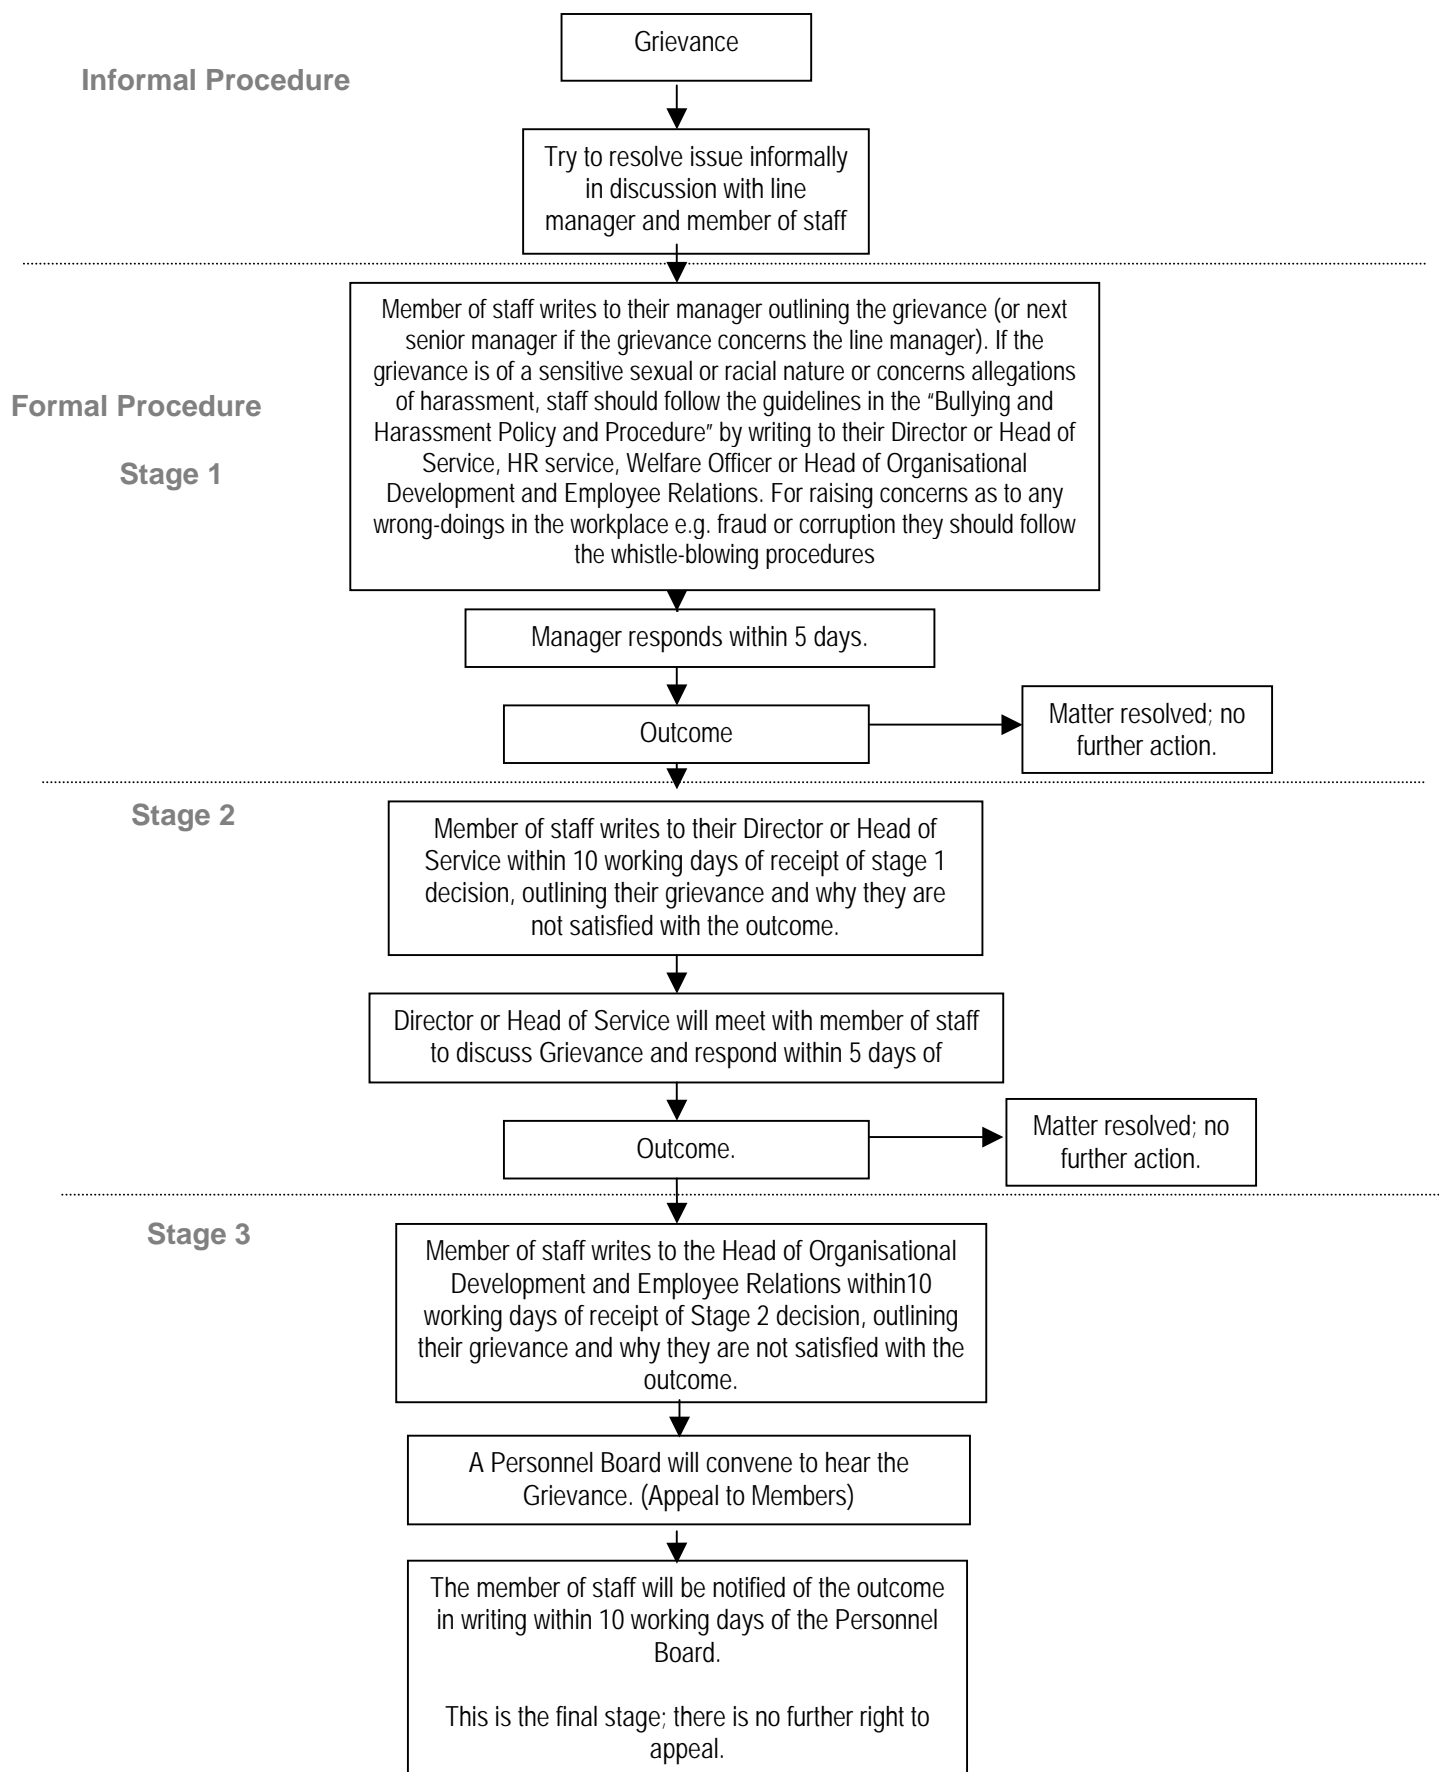 Grievance
Informal Procedure
Try to resolve issue informally
in discussion with line
manager and member of staff
Member of staff writes to their manager outlining the grievance (or next
senior manager if the grievance concerns the line manager). If the
grievance is of a sensitive sexual or racial nature or concerns allegations
of harassment, staff should follow the guidelines in the “Bullying and
Harassment Policy and Procedure” by writing to their Director or Head of
Service, HR service, Welfare Officer or Head of Organisational
Development and Employee Relations. For raising concerns as to any
wrong-doings in the workplace e.g. fraud or corruption they should follow
the whistle-blowing procedures
Formal Procedure
Stage 1
Manager responds within 5 days.
Outcome
Matter resolved; no
further action.
Stage 2
Member of staff writes to their Director or Head of
Service within 10 working days of receipt of stage 1
decision, outlining their grievance and why they are
not satisfied with the outcome.
Director or Head of Service will meet with member of staff
to discuss Grievance and respond within 5 days of
Outcome.
Matter resolved; no
further action.
Stage 3
Member of staff writes to the Head of Organisational
Development and Employee Relations within10
working days of receipt of Stage 2 decision, outlining
their grievance and why they are not satisfied with the
outcome.
A Personnel Board will convene to hear the
Grievance. (Appeal to Members)
The member of staff will be notified of the outcome
in writing within 10 working days of the Personnel
Board.
This is the final stage; there is no further right to
appeal.